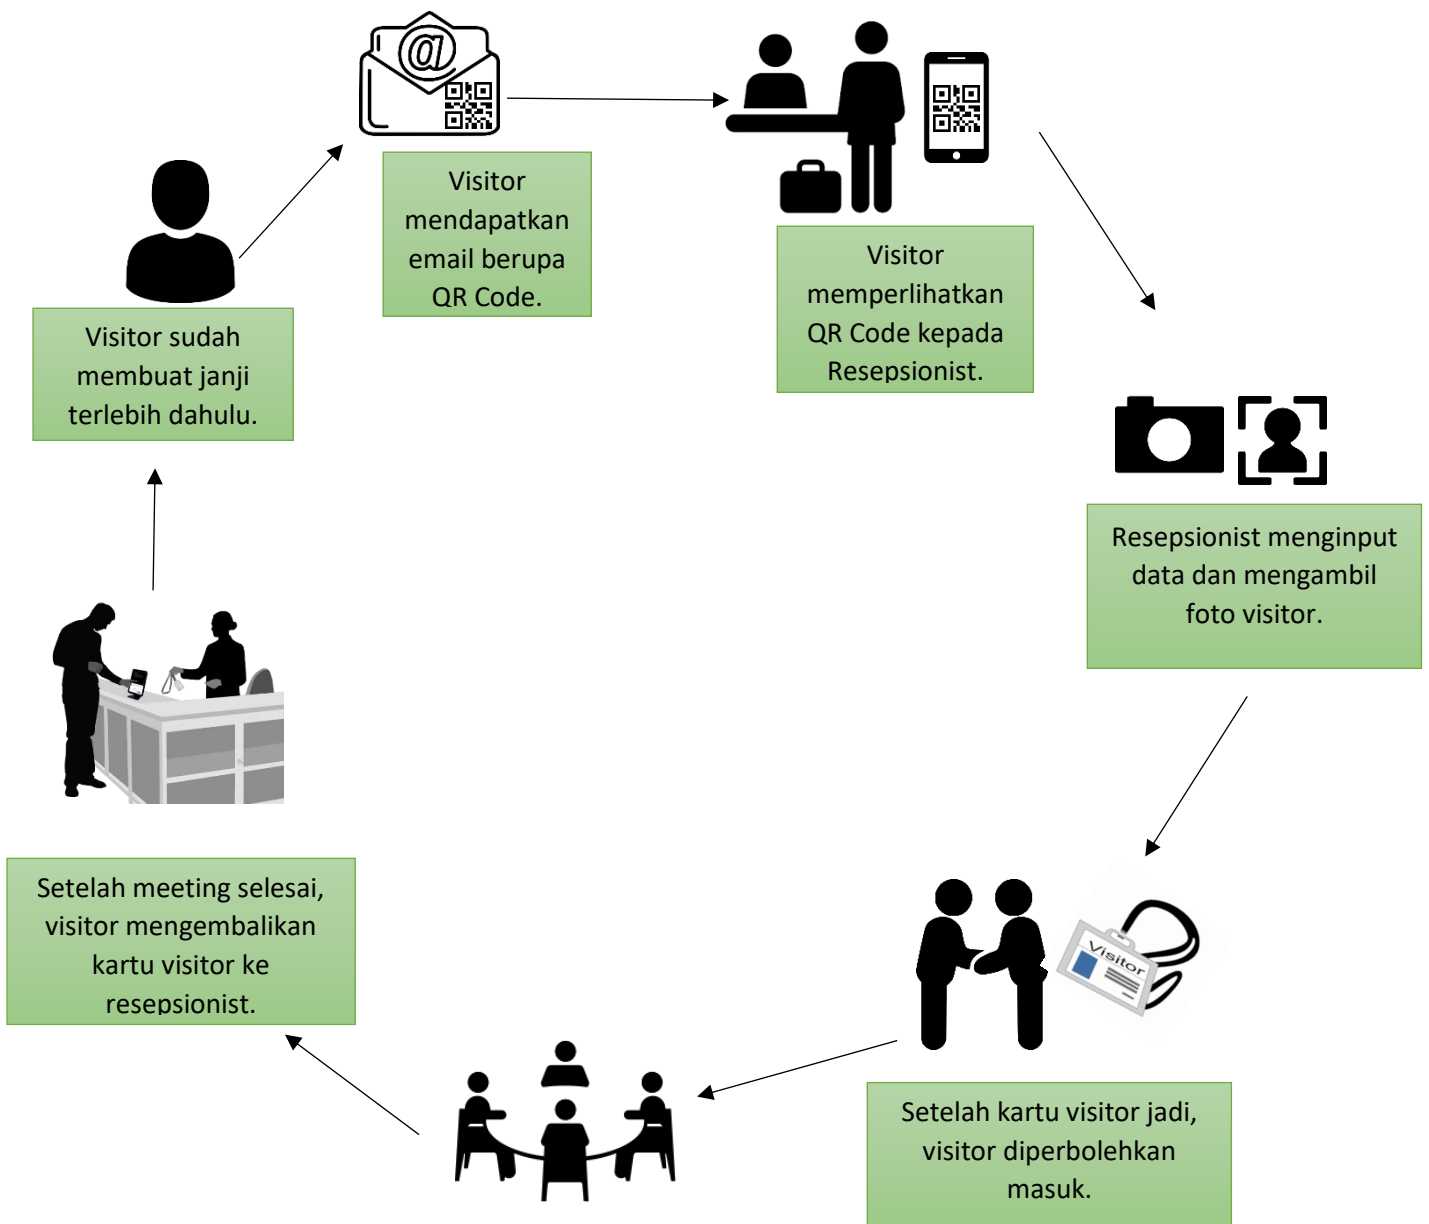 Visitor
mendapatkan
email berupa
QR Code.
Visitor
memperlihatkan
QR Code kepada
Resepsionist.
Visitor sudah
membuat janji
terlebih dahulu.
Resepsionist menginput
data dan mengambil
foto visitor.
Visitor
Setelah meeting selesai,
visitor mengembalikan
kartu visitor ke
resepsionist.
Setelah kartu visitor jadi,
visitor diperbolehkan
masuk.